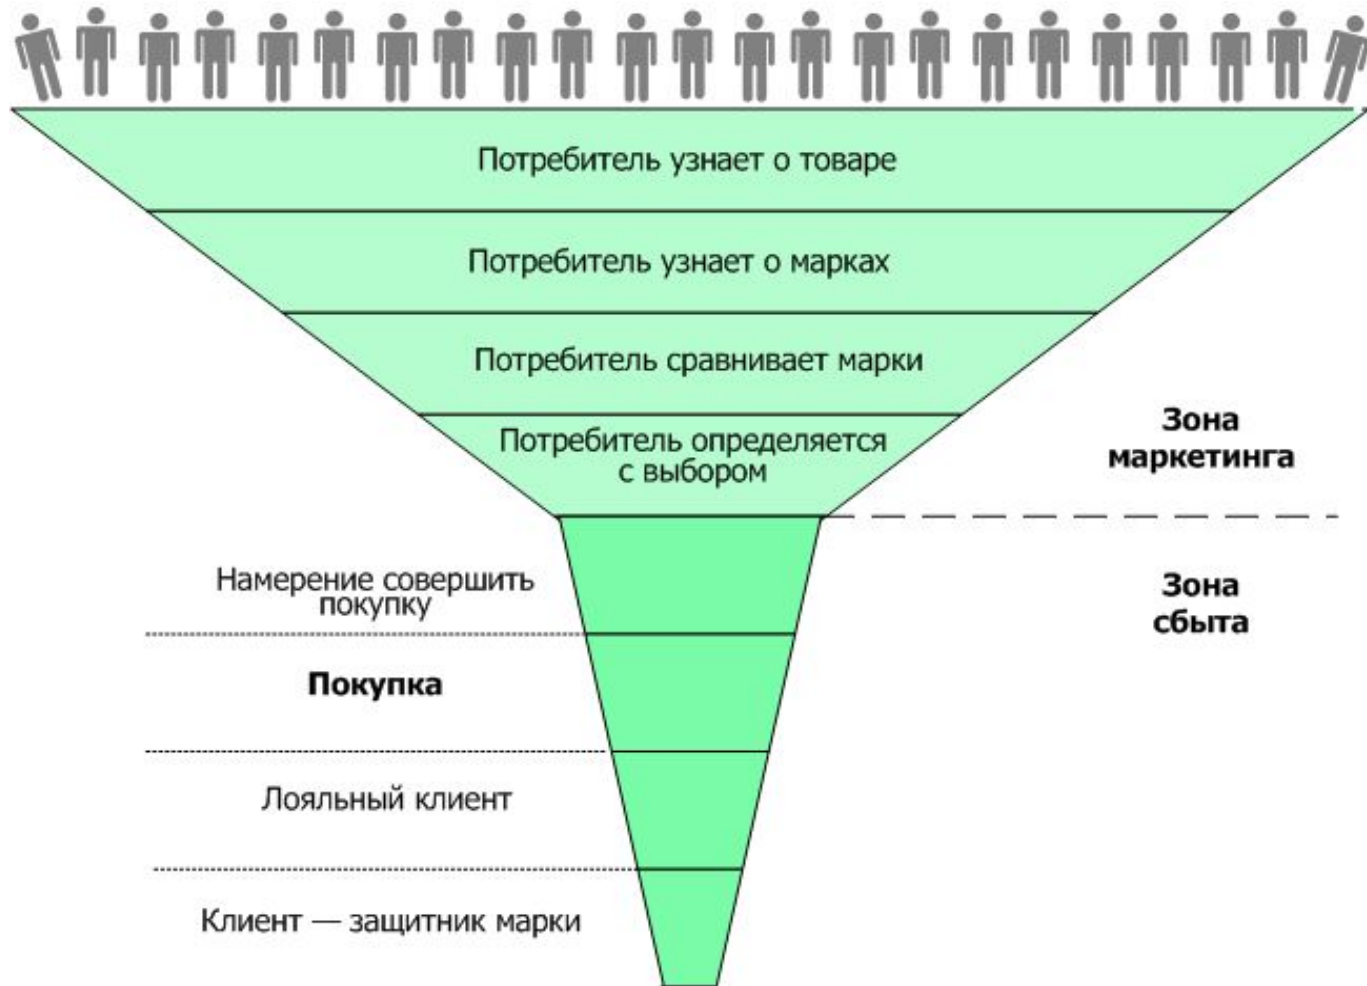 Потребитель узнает о товаре
Потребитель узнает о марках
Потребитель сравнивает марки
Потребитель определяется
с выбором
Зона
маркетинга
Намерение совершить
покупку
Зона
сбыта
Покупка
Лояльный клиент
Клиент — защитник марки